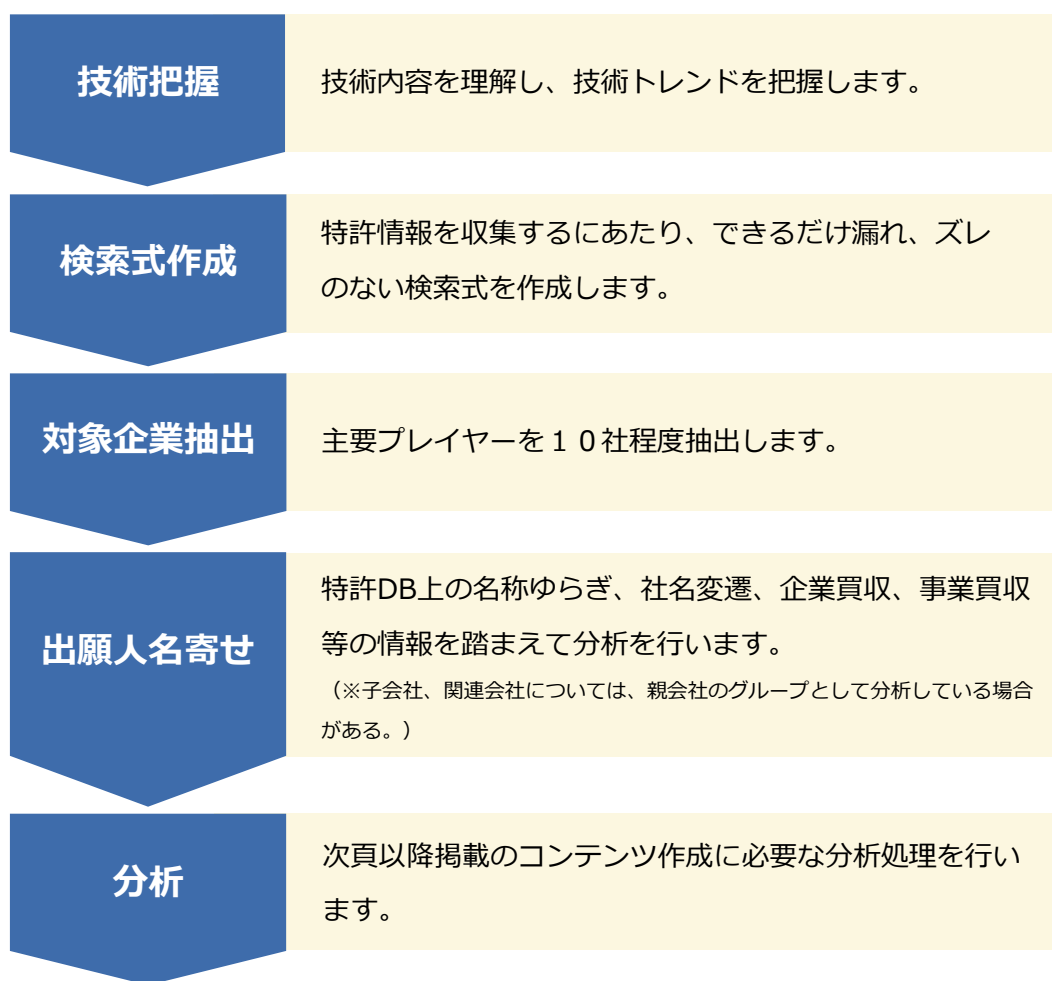 技術把握
技術内容を理解し、技術トレンドを把握します。
検索式作成
特許情報を収集するにあたり、できるだけ漏れ、ズレ
のない検索式を作成します。
対象企業抽出
主要プレイヤーを１０社程度抽出します。
出願人名寄せ
特許DB上の名称ゆらぎ、社名変遷、企業買収、事業買収
等の情報を踏まえて分析を行います。
（※子会社、関連会社については、親会社のグループとして分析している場合
がある。）
分析
次頁以降掲載のコンテンツ作成に必要な分析処理を行い
ます。